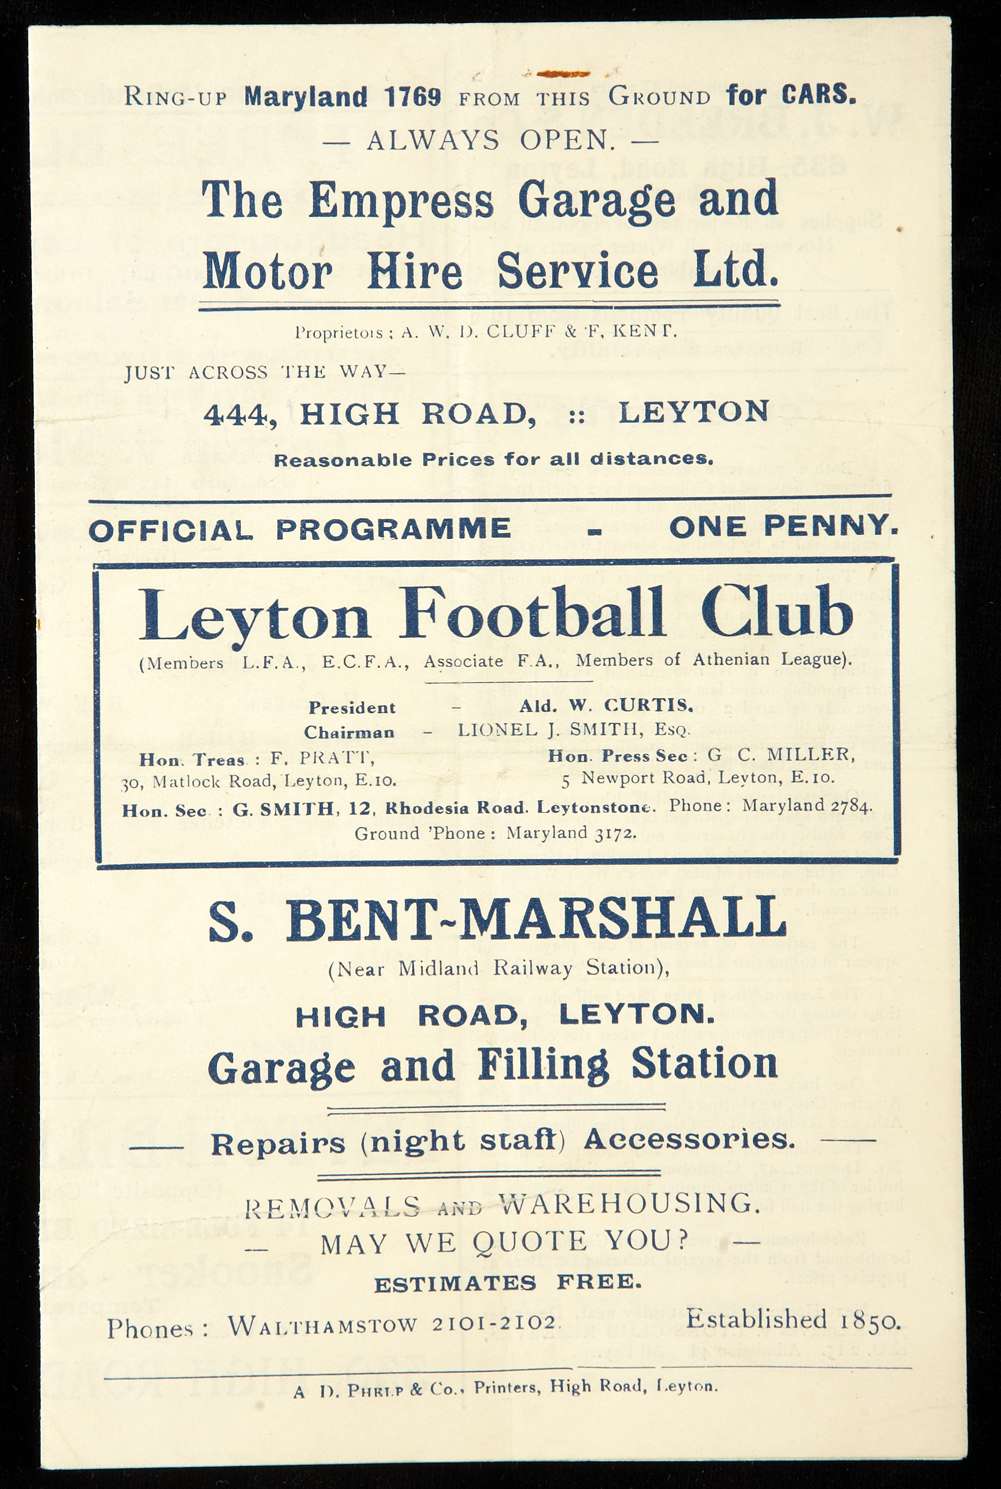 RING-UP Maryland 1769 FROM THIS GROUND for CARS.
— ALWAYS OPEN. —
The Empress Garage and
Motor Hire Service Ltd.
Proprietors : A. W. D. CLUFF & F, KENT.
JUST ACROSS THE WAY—
444, HIGH ROAD, :: LEYTON
Reasonable Prices for all distances.
OFFICIAL PROGRAMME - ONE PENNY.
Leyton Football Club
(Members L.F.A., E.C.F.A., Associate F.A., Members of Athenian League).
President - Ald. W. CURTIS.
Chairman - LIONEL J. SMITH, ESQ.
Hon. Treas : F. PRATT, Hon. Press Sec : G C. MILLER,
30, Matlock Road, Leyton, E.10. 5 Newport Road, Leyton, E.10.
Hon. Sec : G. SMITH, 12, Rhodesia Road. Leytonstone. Phone : Maryland 2784.
Ground 'Phone : Maryland 3172.
S. BENT-MARSHALL
(Near Midland Railway Station),
HIGH ROAD, LEYTON.
Garage and Filling Station
— Repairs (night staff) Accessories. —
REMOVALS AND WAREHOUSING.
— MAY WE QUOTE YOU? —
ESTIMATES FREE.
Phones : WALTHAMSTOW 2101-2102. Established 1850.
A D. PHELP & Co., Printers, High Road, Leyton.